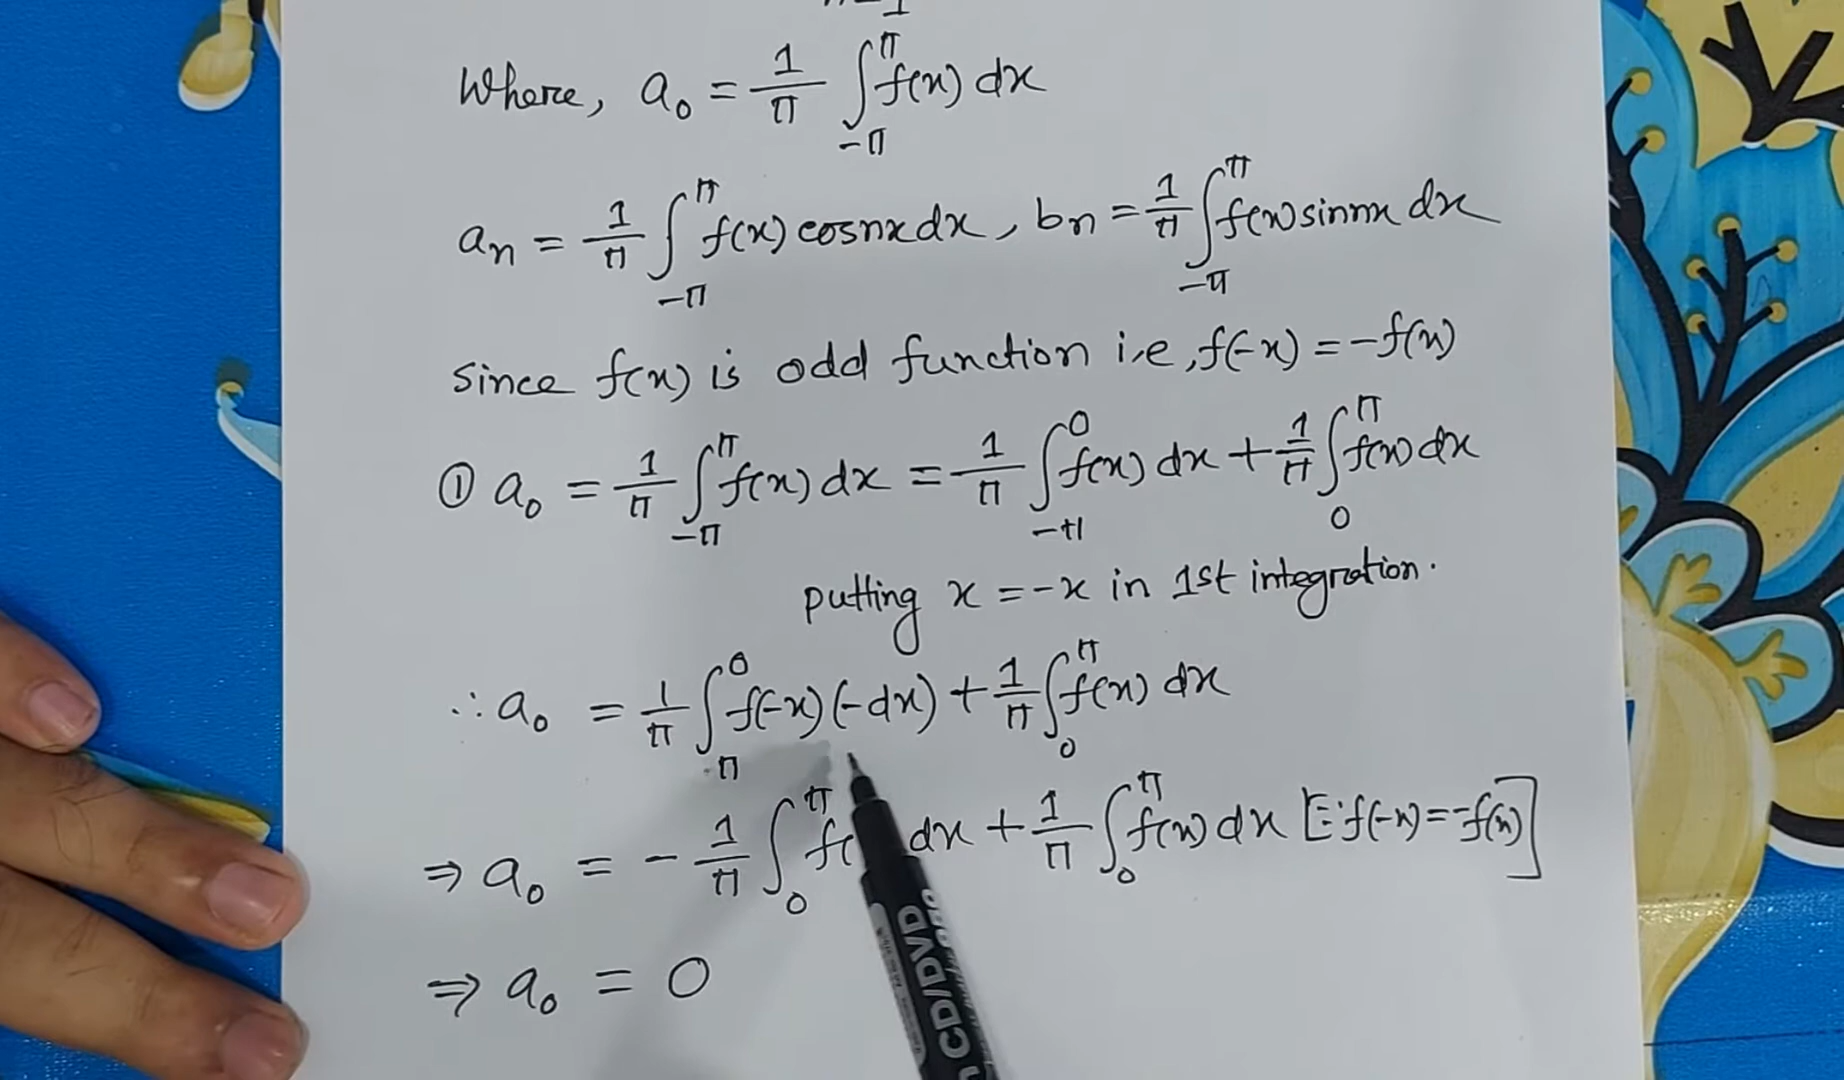 Where, a₀ = 1/π ∫_{-π}^{π} f(x) dx
aₙ = 1/π ∫_{-π}^{π} f(x) cosnx dx, bₙ = 1/π ∫_{-π}^{π} f(x) sinnx dx
Since f(x) is odd function i,e, f(-x) = -f(x)
① a₀ = 1/π ∫_{-π}^{π} f(x) dx = 1/π ∫_{-π}^{0} f(x) dx + 1/π ∫_{0}^{π} f(x) dx
putting x = -x in 1st integration.
∴ a₀ = 1/π ∫_{π}^{0} f(-x) (-dx) + 1/π ∫_{0}^{π} f(x) dx
⇒ a₀ = - 1/π ∫_{0}^{π} f( dx + 1/π ∫_{0}^{π} f(x) dx [∵ f(-x) = -f(x)]
⇒ a₀ = 0
CD/DVD